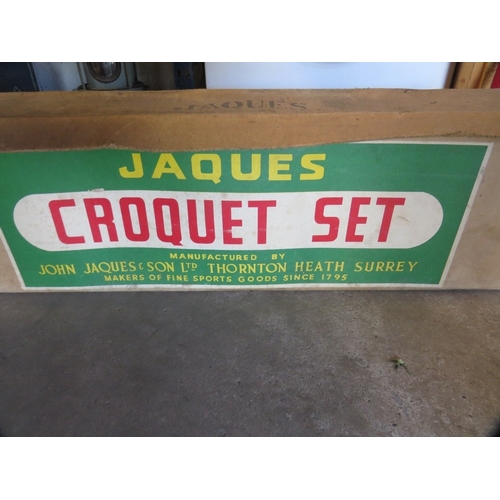 JAQUES
JAQUES
CROQUET SET
MANUFACTURED BY
JOHN JAQUES & SON LTD THORNTON HEATH SURREY
MAKERS OF FINE SPORTS GOODS SINCE 1795